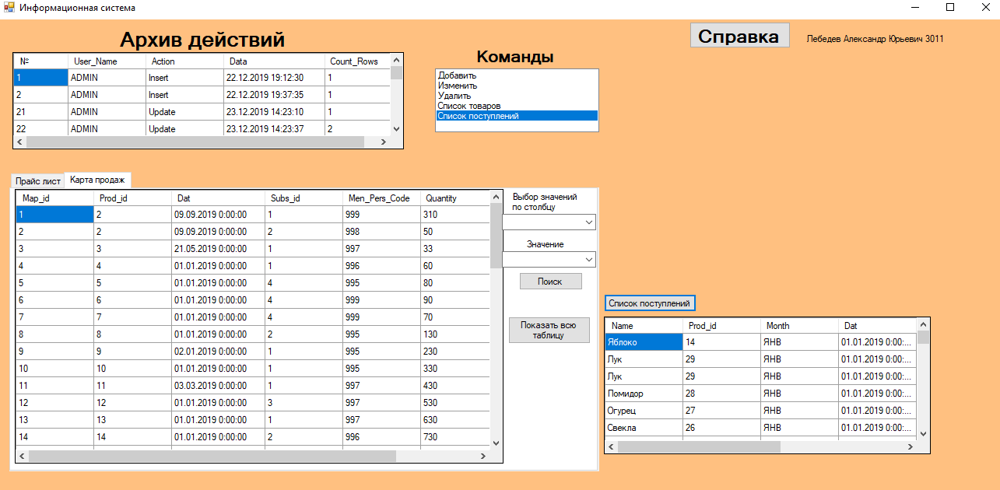 Информационная система
Архив действий
Справка
Лебедев Александр Юрьевич 3011
№ User_Name Action Data Count_Rows
1 ADMIN Insert 22.12.2019 19:12:30 1
2 ADMIN Insert 22.12.2019 19:37:35 1
21 ADMIN Update 23.12.2019 14:23:10 1
22 ADMIN Update 23.12.2019 14:23:37 2
Команды
Добавить
Изменить
Удалить
Список товаров
Список поступлений
Прайс лист Карта продаж
Map_id Prod_id Dat Subs_id Men_Pers_Code Quantity
1 2 09.09.2019 0:00:00 1 999 310
2 2 09.09.2019 0:00:00 2 998 50
3 3 21.05.2019 0:00:00 1 997 33
4 4 01.01.2019 0:00:00 1 996 60
5 5 01.01.2019 0:00:00 4 995 80
6 6 01.01.2019 0:00:00 4 999 90
7 7 01.01.2019 0:00:00 4 999 70
8 8 01.01.2019 0:00:00 2 995 130
9 9 02.01.2019 0:00:00 1 995 230
10 10 01.01.2019 0:00:00 1 995 330
11 11 03.03.2019 0:00:00 1 997 430
12 12 01.01.2019 0:00:00 3 997 530
13 13 01.01.2019 0:00:00 1 997 630
14 14 01.01.2019 0:00:00 2 996 730
Выбор значений
по столбцу
Значение
Поиск
Показать всю
таблицу
Список поступлений
Name Prod_id Month Dat
Яблоко 14 ЯНВ 01.01.2019 0:00:...
Лук 29 ЯНВ 01.01.2019 0:00:...
Лук 29 ЯНВ 01.01.2019 0:00:...
Помидор 28 ЯНВ 01.01.2019 0:00:...
Огурец 27 ЯНВ 01.01.2019 0:00:...
Свекла 26 ЯНВ 01.01.2019 0:00:...